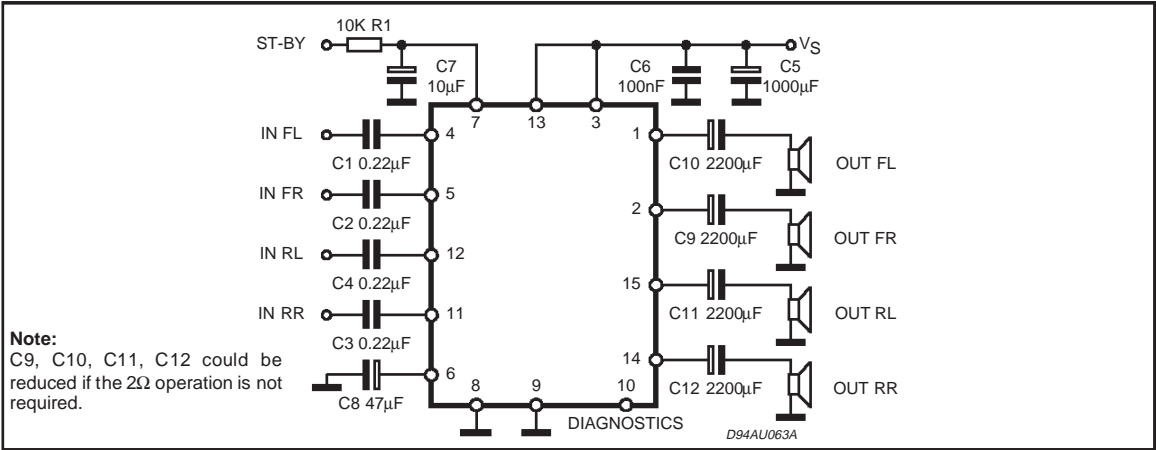 10K R1
ST-BY
VS
C7
10µF
C6
100nF
C5
1000µF
7
13
3
IN FL
4
C1 0.22µF
1
C10 2200µF
OUT FL
IN FR
5
C2 0.22µF
2
C9 2200µF
OUT FR
IN RL
12
C4 0.22µF
15
C11 2200µF
OUT RL
IN RR
11
C3 0.22µF
14
C12 2200µF
OUT RR
6
C8 47µF
8
9
10
DIAGNOSTICS
Note:
C9, C10, C11, C12 could be
reduced if the 2Ω operation is not
required.
D94AU063A